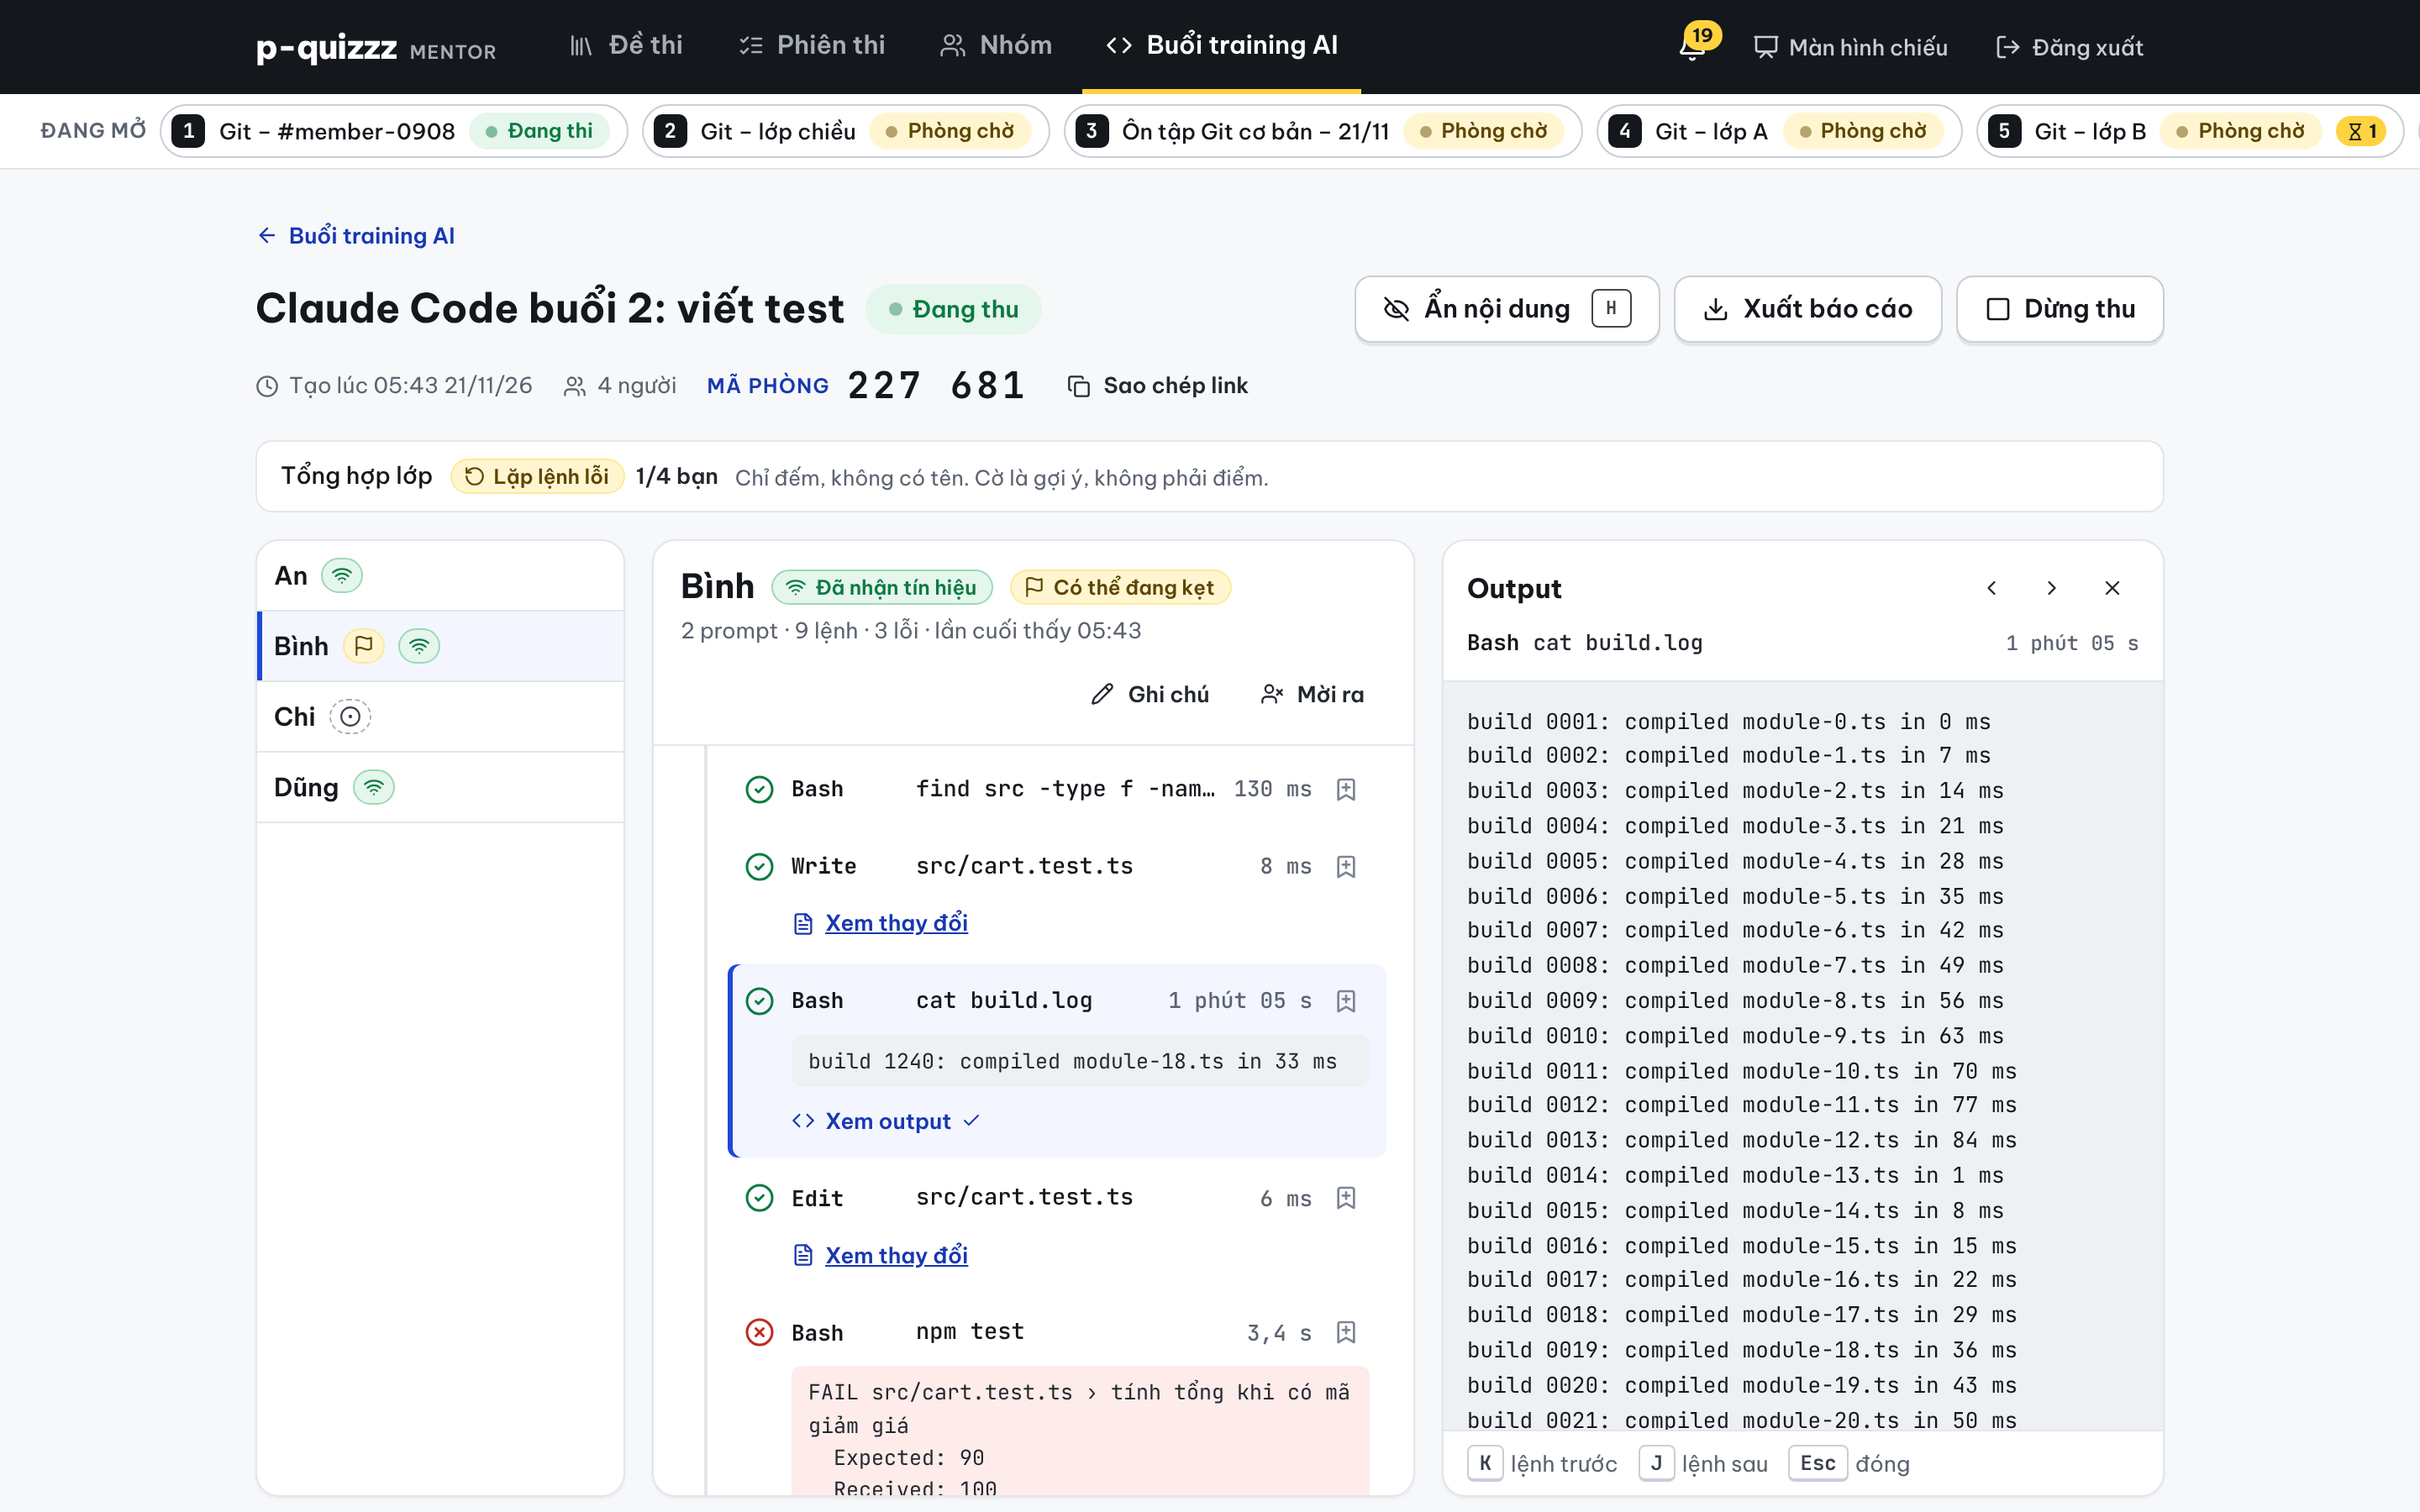 p-quizzz MENTOR Đề thi Phiên thi Nhóm Buổi training AI 19 Màn hình chiếu Đăng xuất
ĐANG MỞ 1 Git – #member-0908 Đang thi 2 Git – lớp chiều Phòng chờ 3 Ôn tập Git cơ bản – 21/11 Phòng chờ 4 Git – lớp A Phòng chờ 5 Git – lớp B Phòng chờ 1
Buổi training AI
Claude Code buổi 2: viết test Đang thu Ẩn nội dung H Xuất báo cáo Dừng thu
Tạo lúc 05:43 21/11/26 4 người MÃ PHÒNG 227 681 Sao chép link
Tổng hợp lớp Lặp lệnh lỗi 1/4 bạn Chỉ đếm, không có tên. Cờ là gợi ý, không phải điểm.
An
Bình
Chi
Dũng
Bình Đã nhận tín hiệu Có thể đang kẹt
2 prompt · 9 lệnh · 3 lỗi · lần cuối thấy 05:43
Ghi chú Mời ra
Bash find src -type f -nam… 130 ms
Write src/cart.test.ts 8 ms
Xem thay đổi
Bash cat build.log 1 phút 05 s
build 1240: compiled module-18.ts in 33 ms
Xem output
Edit src/cart.test.ts 6 ms
Xem thay đổi
Bash npm test 3,4 s
FAIL src/cart.test.ts › tính tổng khi có mã
giảm giá
Expected: 90
Received: 100
Output
Bash cat build.log 1 phút 05 s
build 0001: compiled module-0.ts in 0 ms
build 0002: compiled module-1.ts in 7 ms
build 0003: compiled module-2.ts in 14 ms
build 0004: compiled module-3.ts in 21 ms
build 0005: compiled module-4.ts in 28 ms
build 0006: compiled module-5.ts in 35 ms
build 0007: compiled module-6.ts in 42 ms
build 0008: compiled module-7.ts in 49 ms
build 0009: compiled module-8.ts in 56 ms
build 0010: compiled module-9.ts in 63 ms
build 0011: compiled module-10.ts in 70 ms
build 0012: compiled module-11.ts in 77 ms
build 0013: compiled module-12.ts in 84 ms
build 0014: compiled module-13.ts in 1 ms
build 0015: compiled module-14.ts in 8 ms
build 0016: compiled module-15.ts in 15 ms
build 0017: compiled module-16.ts in 22 ms
build 0018: compiled module-17.ts in 29 ms
build 0019: compiled module-18.ts in 36 ms
build 0020: compiled module-19.ts in 43 ms
build 0021: compiled module-20.ts in 50 ms
K lệnh trước J lệnh sau Esc đóng